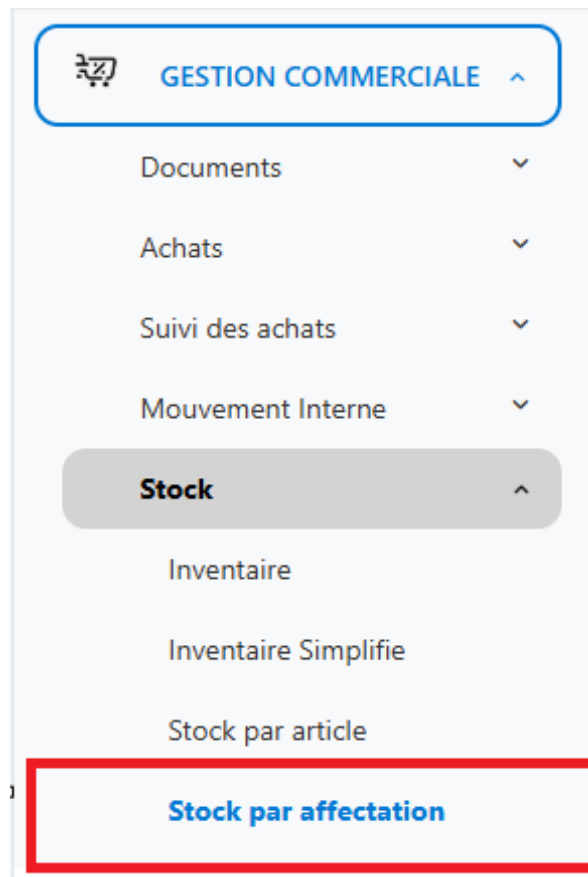 GESTION COMMERCIALE
Documents
Achats
Suivi des achats
Mouvement Interne
Stock
Inventaire
Inventaire Simplifie
Stock par article
Stock par affectation